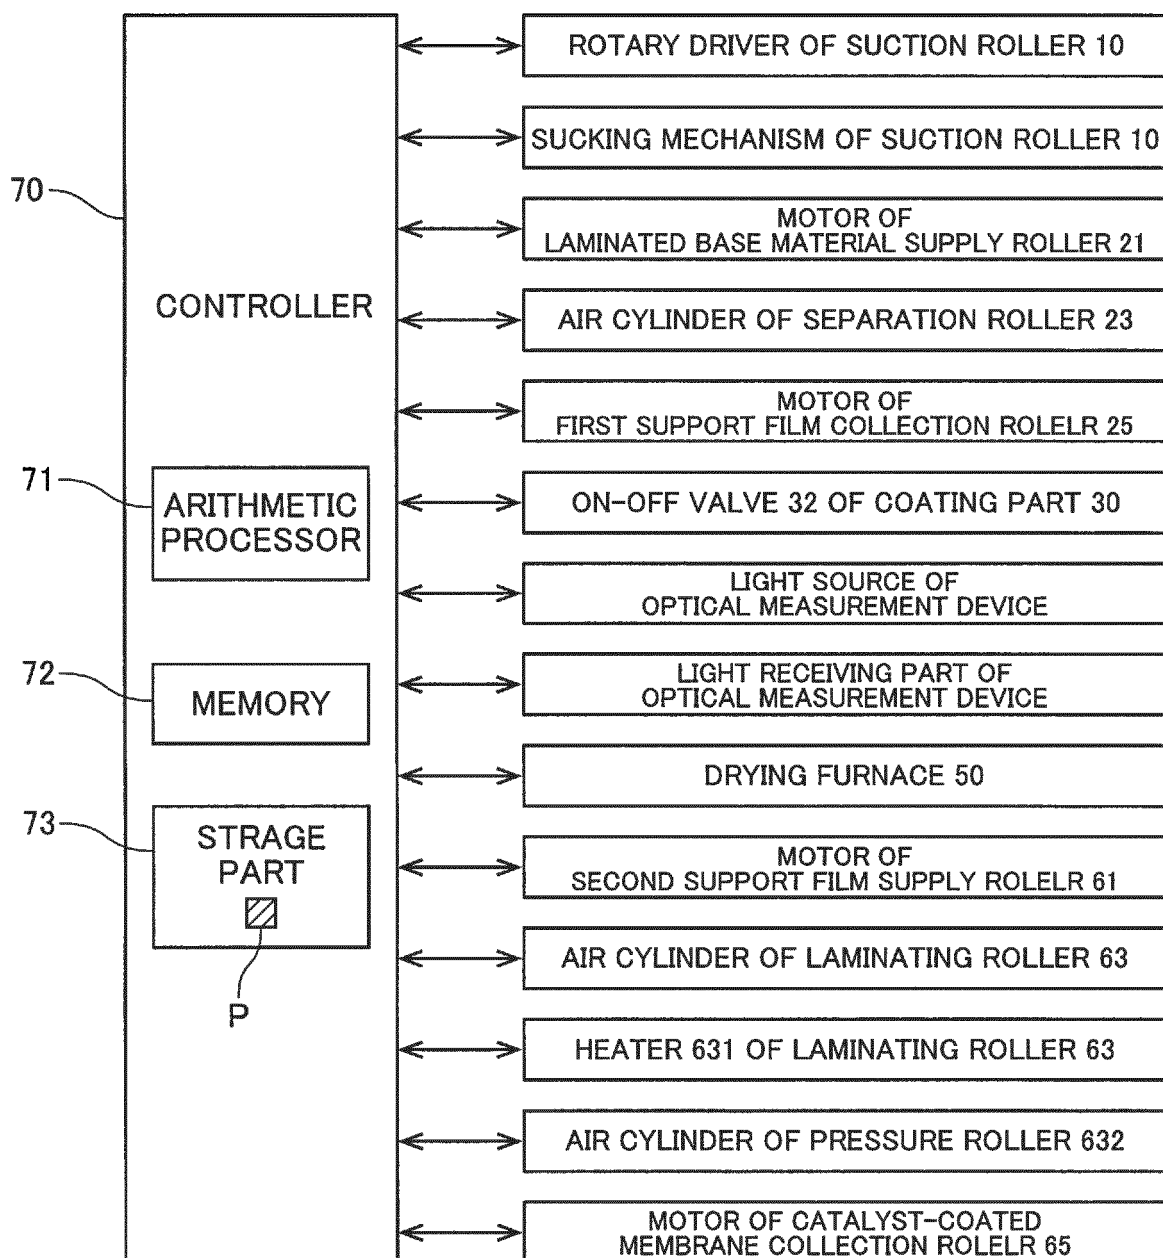 70
CONTROLLER
71
ARITHMETIC
PROCESSOR
72
MEMORY
73
STRAGE
PART
P
ROTARY DRIVER OF SUCTION ROLLER 10
SUCKING MECHANISM OF SUCTION ROLLER 10
MOTOR OF
LAMINATED BASE MATERIAL SUPPLY ROLLER 21
AIR CYLINDER OF SEPARATION ROLLER 23
MOTOR OF
FIRST SUPPORT FILM COLLECTION ROLELR 25
ON-OFF VALVE 32 OF COATING PART 30
LIGHT SOURCE OF
OPTICAL MEASUREMENT DEVICE
LIGHT RECEIVING PART OF
OPTICAL MEASUREMENT DEVICE
DRYING FURNACE 50
MOTOR OF
SECOND SUPPORT FILM SUPPLY ROLELR 61
AIR CYLINDER OF LAMINATING ROLLER 63
HEATER 631 OF LAMINATING ROLLER 63
AIR CYLINDER OF PRESSURE ROLLER 632
MOTOR OF CATALYST-COATED
MEMBRANE COLLECTION ROLELR 65